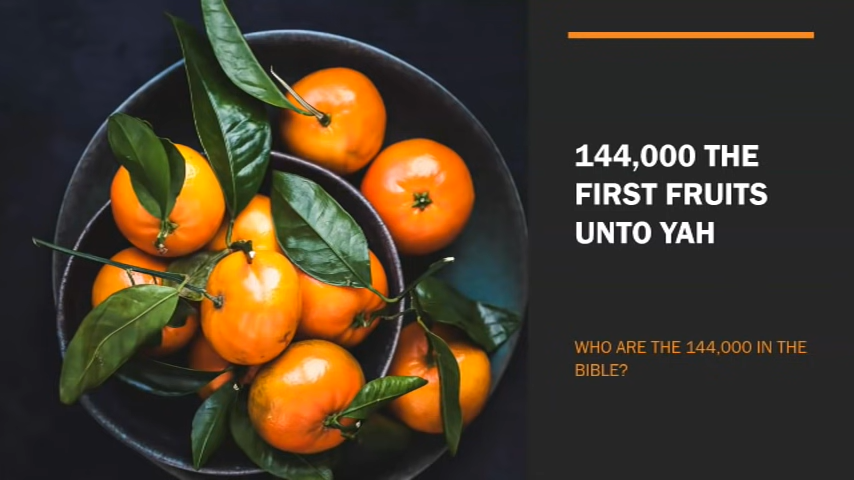 144,000 THE
FIRST FRUITS
UNTO YAH
WHO ARE THE 144,000 IN THE
BIBLE?